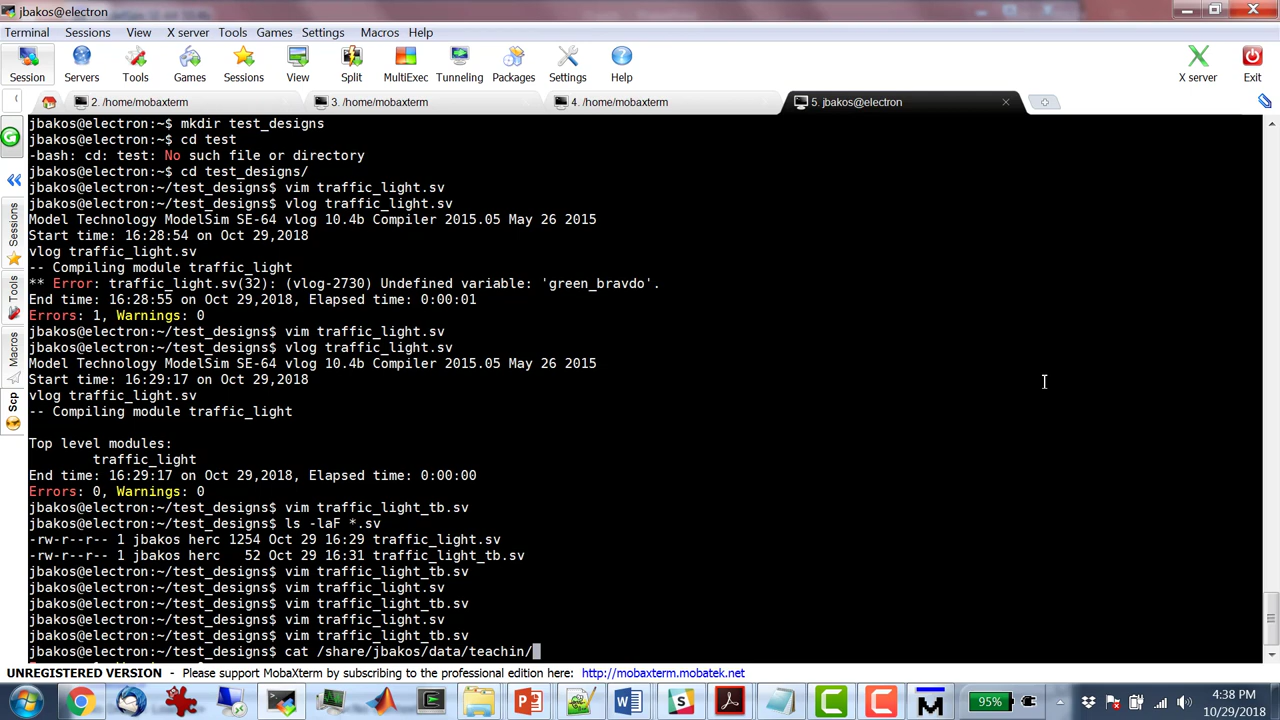 jbakos@electron
Terminal Sessions View X server Tools Games Settings Macros Help
Session Servers Tools Games Sessions View Split MultiExec Tunneling Packages Settings Help X server Exit
2. /home/mobaxterm 3. /home/mobaxterm 4. /home/mobaxterm 5. jbakos@electron
Sessions
Tools
Macros
Scp
jbakos@electron:~$ mkdir test_designs
jbakos@electron:~$ cd test
-bash: cd: test: No such file or directory
jbakos@electron:~$ cd test_designs/
jbakos@electron:~/test_designs$ vim traffic_light.sv
jbakos@electron:~/test_designs$ vlog traffic_light.sv
Model Technology ModelSim SE-64 vlog 10.4b Compiler 2015.05 May 26 2015
Start time: 16:28:54 on Oct 29,2018
vlog traffic_light.sv
-- Compiling module traffic_light
** Error: traffic_light.sv(32): (vlog-2730) Undefined variable: 'green_bravdo'.
End time: 16:28:55 on Oct 29,2018, Elapsed time: 0:00:01
Errors: 1, Warnings: 0
jbakos@electron:~/test_designs$ vim traffic_light.sv
jbakos@electron:~/test_designs$ vlog traffic_light.sv
Model Technology ModelSim SE-64 vlog 10.4b Compiler 2015.05 May 26 2015
Start time: 16:29:17 on Oct 29,2018
vlog traffic_light.sv
-- Compiling module traffic_light
Top level modules:
traffic_light
End time: 16:29:17 on Oct 29,2018, Elapsed time: 0:00:00
Errors: 0, Warnings: 0
jbakos@electron:~/test_designs$ vim traffic_light_tb.sv
jbakos@electron:~/test_designs$ ls -laF *.sv
-rw-r--r-- 1 jbakos herc 1254 Oct 29 16:29 traffic_light.sv
-rw-r--r-- 1 jbakos herc   52 Oct 29 16:31 traffic_light_tb.sv
jbakos@electron:~/test_designs$ vim traffic_light_tb.sv
jbakos@electron:~/test_designs$ vim traffic_light.sv
jbakos@electron:~/test_designs$ vim traffic_light_tb.sv
jbakos@electron:~/test_designs$ vim traffic_light.sv
jbakos@electron:~/test_designs$ vim traffic_light_tb.sv
jbakos@electron:~/test_designs$ cat /share/jbakos/data/teachin/
UNREGISTERED VERSION - Please support MobaXterm by subscribing to the professional edition here: http://mobaxterm.mobatek.net
95%
4:38 PM
10/29/2018